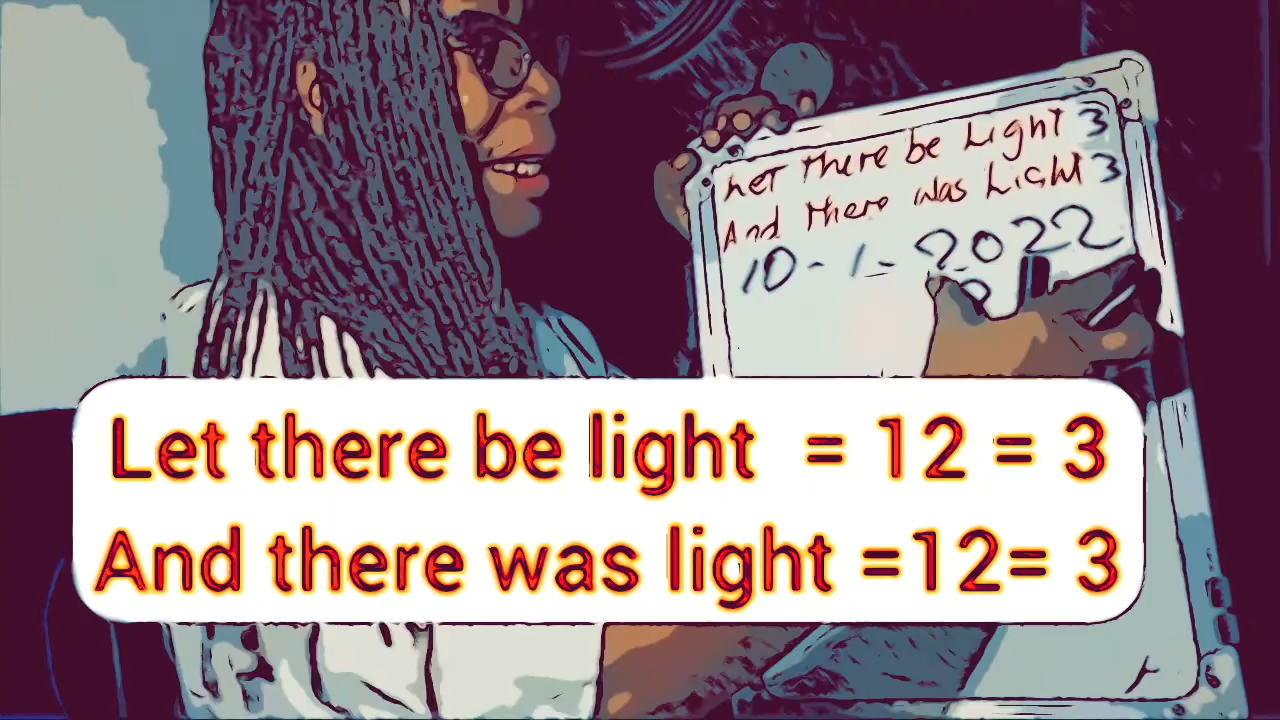 Let there be Light 3
And there was Light 3
10 - 1 - 2022
Let there be light = 12 = 3
And there was light =12= 3